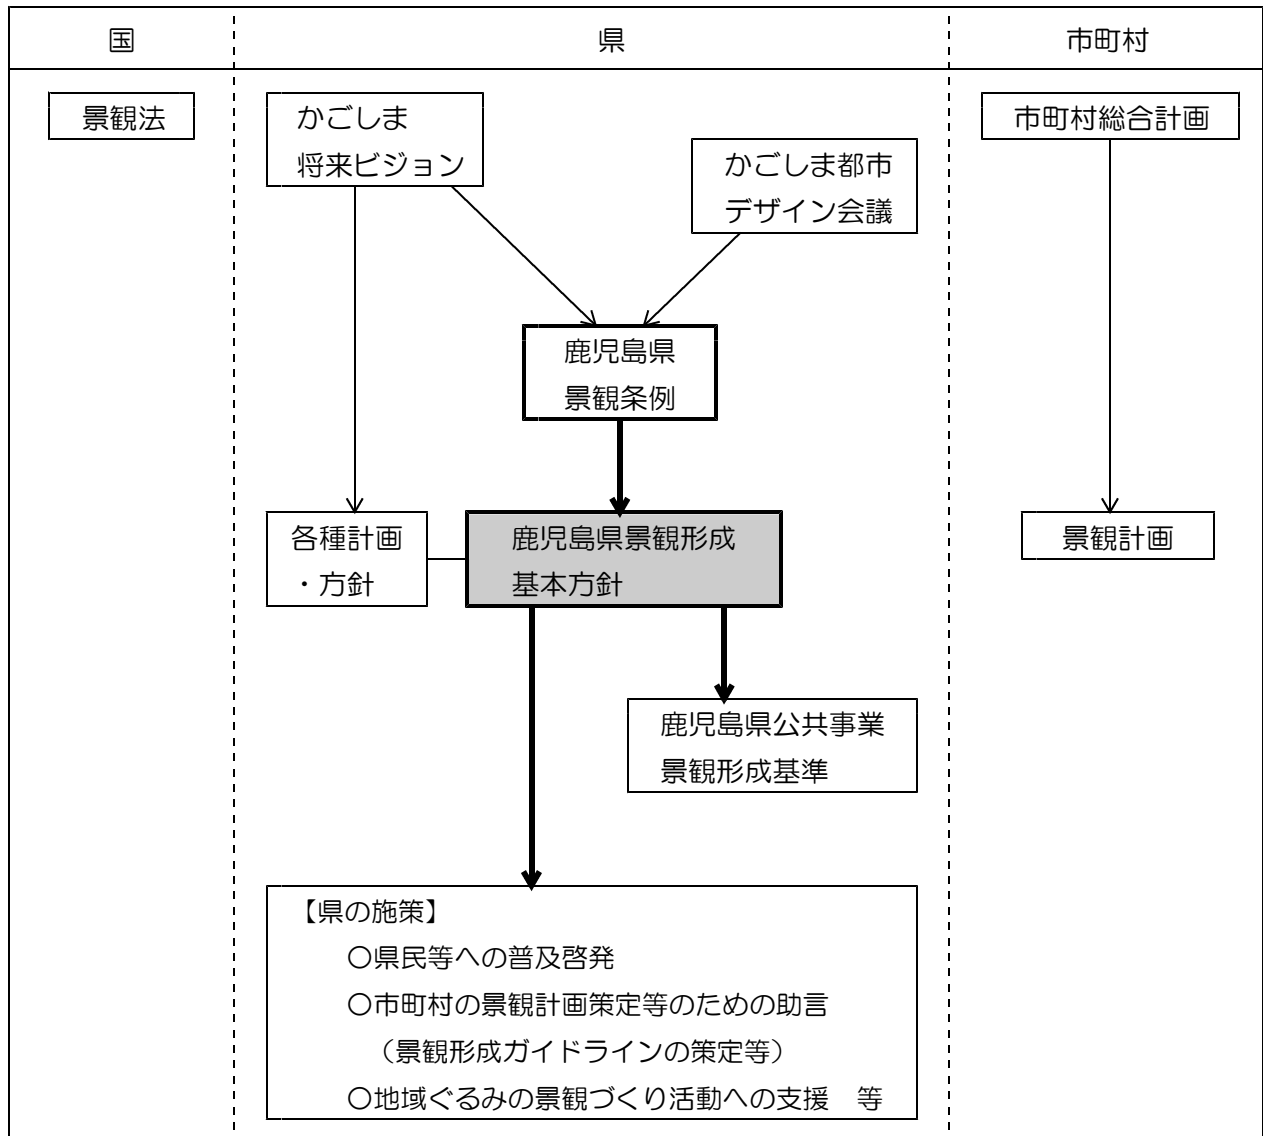 国
県
市町村
景観法
かごしま
将来ビジョン
市町村総合計画
かごしま都市
デザイン会議
鹿児島県
景観条例
各種計画
・方針
鹿児島県景観形成
基本方針
景観計画
鹿児島県公共事業
景観形成基準
【県の施策】
○県民等への普及啓発
○市町村の景観計画策定等のための助言
（景観形成ガイドラインの策定等）
○地域ぐるみの景観づくり活動への支援　等